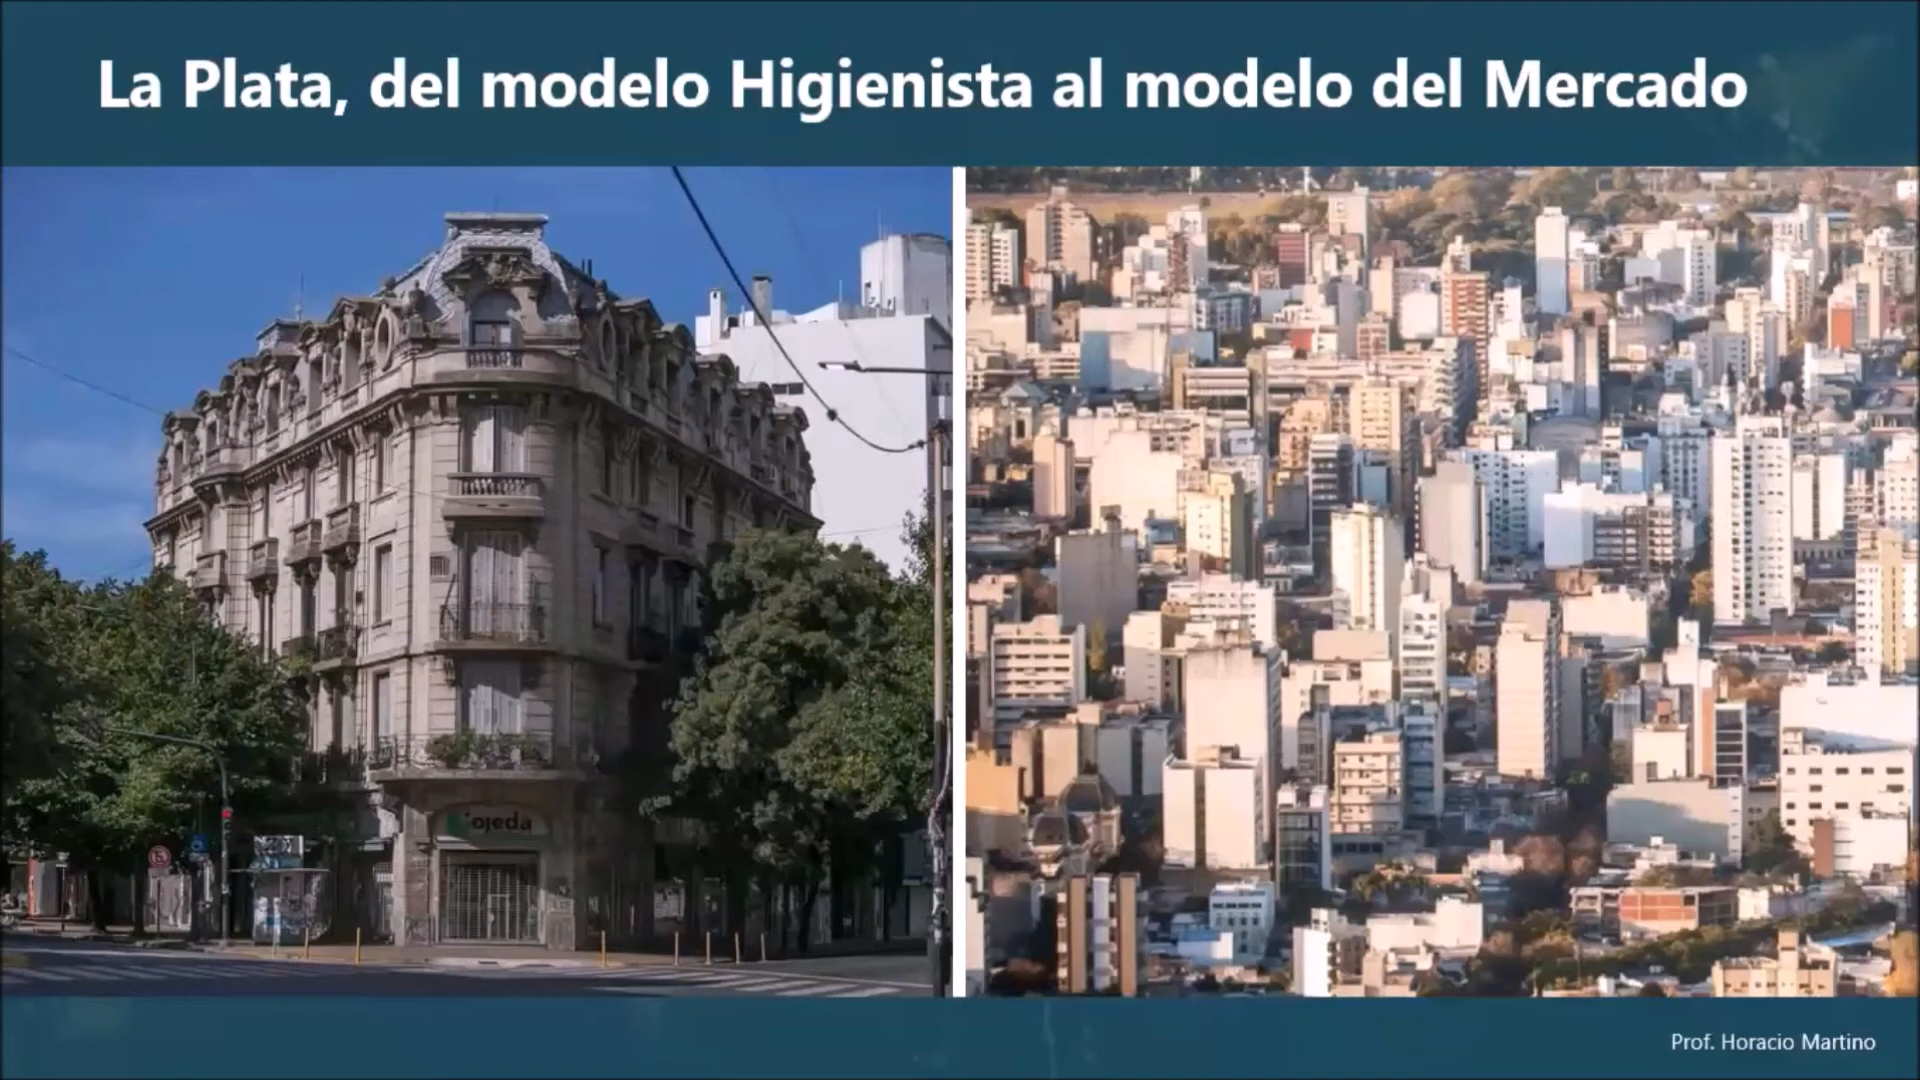 La Plata, del modelo Higienista al modelo del Mercado
ojeda
Prof. Horacio Martino